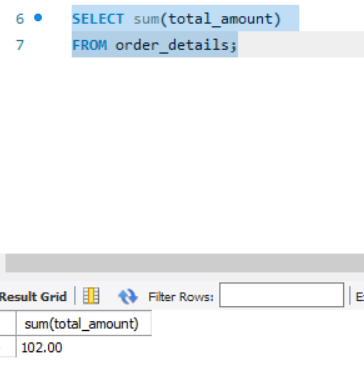 6 SELECT sum(total_amount)
7 FROM order_details;
Result Grid Filter Rows:
sum(total_amount)
102.00